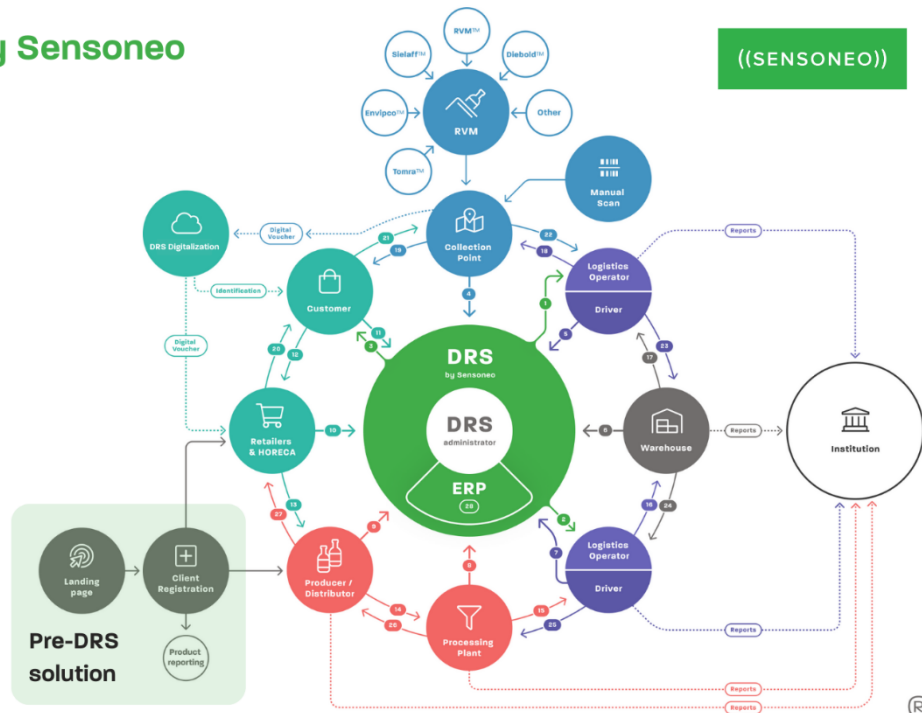 y Sensoneo
((SENSONEO))
RVM™
Sielaff™
Diebold™
Envipco™
RVM
Other
Tomra™
Manual
Scan
DRS Digitalization
Digital
Voucher
Collection
Point
21
19
22
18
Reports
Logistics
Operator
Driver
Identification
Customer
4
1
5
11
3
Digital
Voucher
20
12
23
17
DRS
by Sensoneo
DRS
administrator
ERP
28
Retailers
& HORECA
10
6
Warehouse
Reports
Institution
27
13
9
8
2
7
16
24
Landing
page
Client
Registration
Producer /
Distributor
Logistics
Operator
Driver
14
26
15
25
Processing
Plant
Pre-DRS
solution
Product
reporting
Reports
Reports
Reports